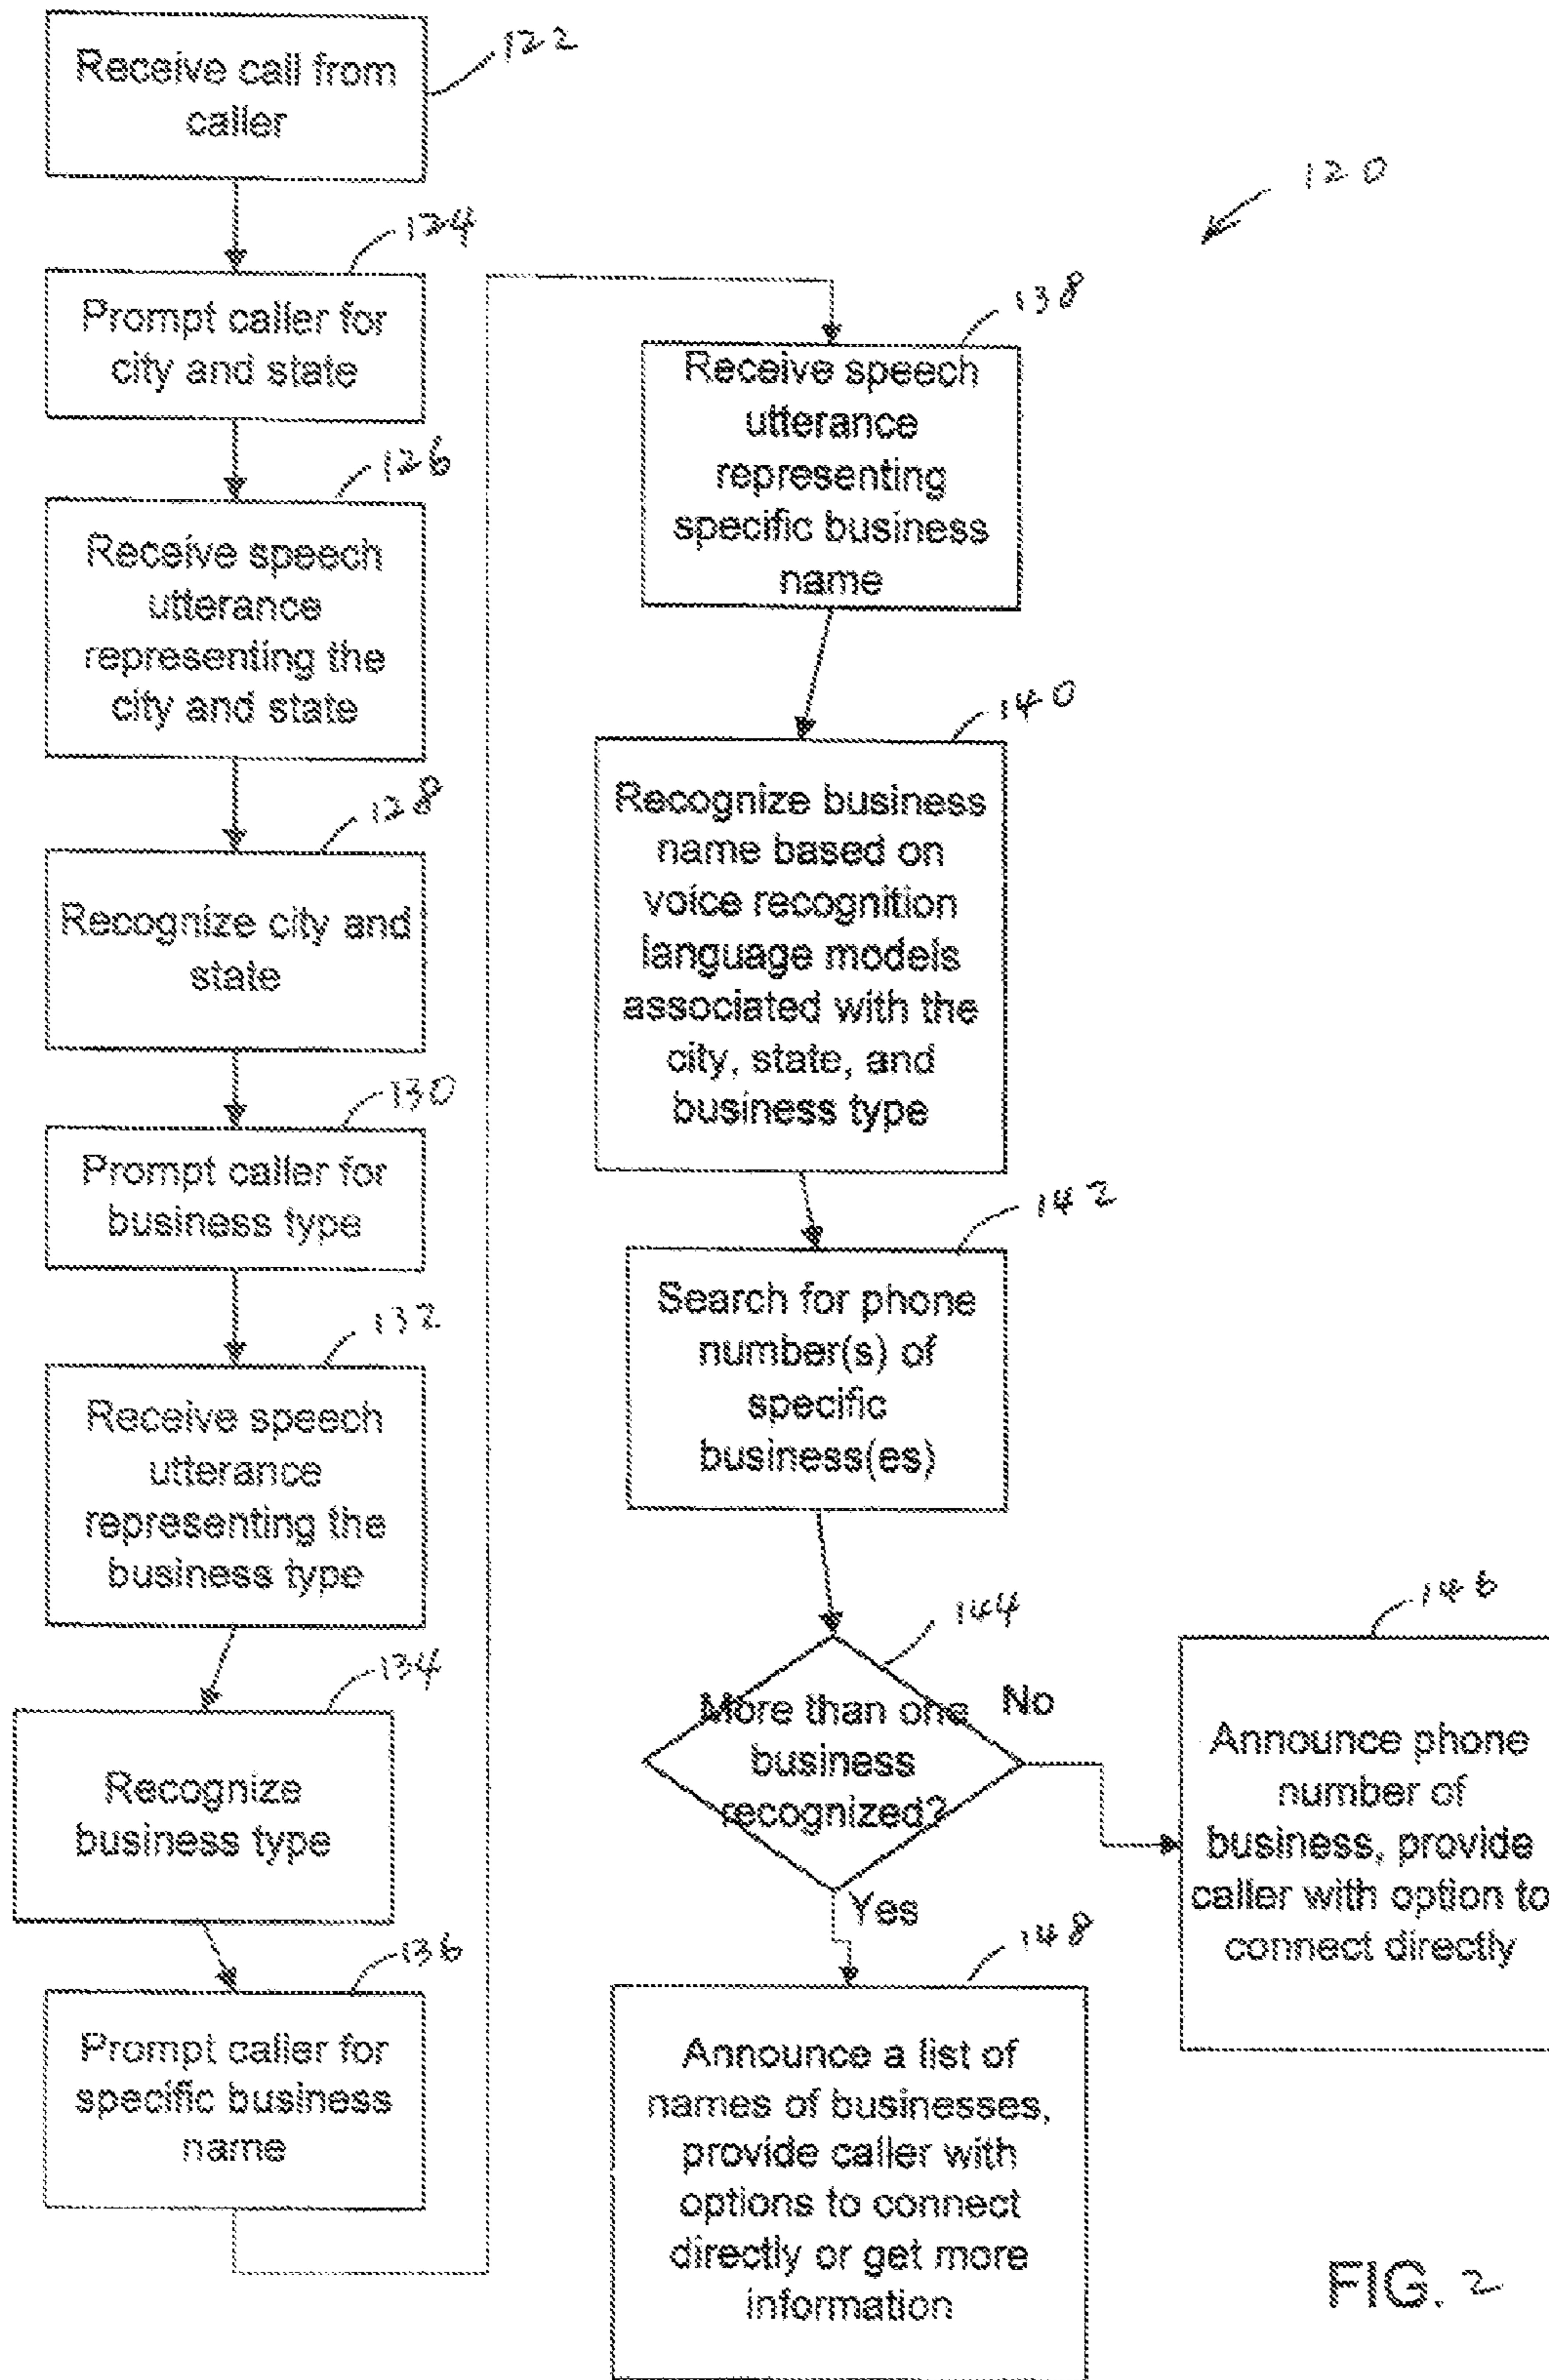 Receive call from
caller
122
120
124
Prompt caller for
city and state
126
Receive speech
utterance
representing the
city and state
128
Recognize city and
state
130
Prompt caller for
business type
132
Receive speech
utterance
representing the
business type
134
Recognize
business type
136
Prompt caller for
specific business
name
138
Receive speech
utterance
representing
specific business
name
140
Recognize business
name based on
voice recognition
language models
associated with the
city, state, and
business type
142
Search for phone
number(s) of
specific
business(es)
144
More than one
business
recognized?
No
Yes
146
Announce phone
number of
business, provide
caller with option to
connect directly
148
Announce a list of
names of businesses,
provide caller with
options to connect
directly or get more
information
FIG. 2